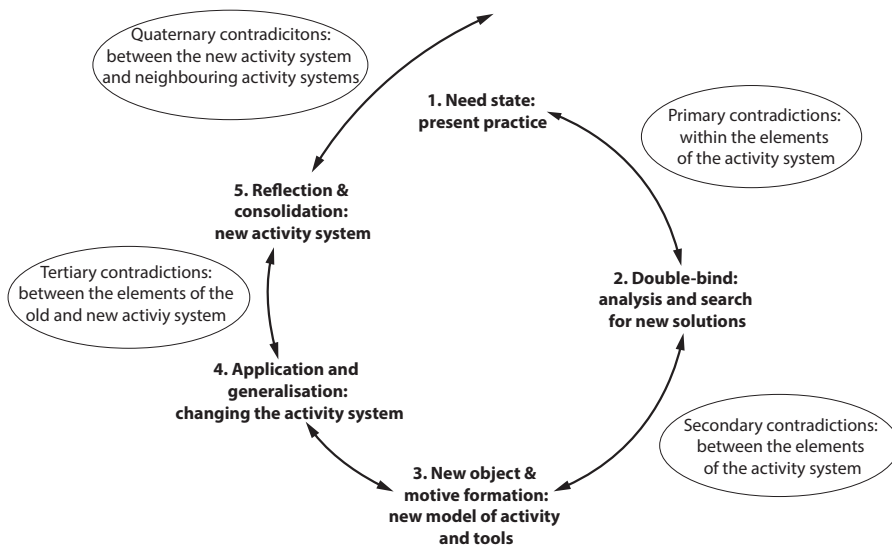 Quaternary contradicitons:
between the new activity system
and neighbouring activity systems
1. Need state:
present practice
Primary contradictions:
within the elements
of the activity system
5. Reflection &
consolidation:
new activity system
Tertiary contradictions:
between the elements of the
old and new activiy system
2. Double-bind:
analysis and search
for new solutions
4. Application and
generalisation:
changing the activity system
Secondary contradictions:
between the elements
of the activity system
3. New object &
motive formation:
new model of activity
and tools